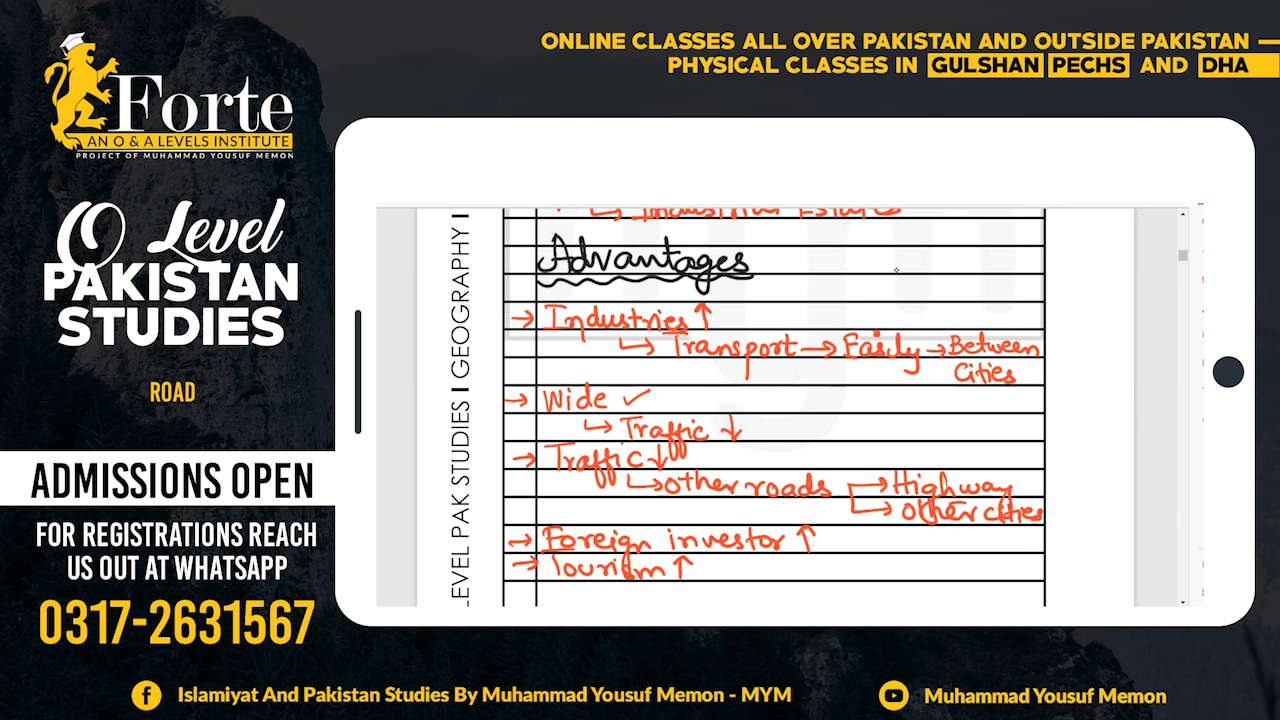 Forte
AN O & A LEVELS INSTITUTE
PROJECT OF MUHAMMAD YOUSUF MEMON
O Level
PAKISTAN
STUDIES
ROAD
ADMISSIONS OPEN
FOR REGISTRATIONS REACH
US OUT AT WHATSAPP
0317-2631567
ONLINE CLASSES ALL OVER PAKISTAN AND OUTSIDE PAKISTAN
PHYSICAL CLASSES IN GULSHAN PECHS AND DHA
LEVEL PAK STUDIES I GEOGRAPHY I
Advantages
→ Industries ↑
↳ Transport → Easily → Between
Cities
→ Wide ✓
↳ Traffic ↓
→ Traffic ↓
↳ other roads → Highway
→ other cities
→ Foreign investor ↑
→ Tourism ↑
Islamiyat And Pakistan Studies By Muhammad Yousuf Memon - MYM
Muhammad Yousuf Memon